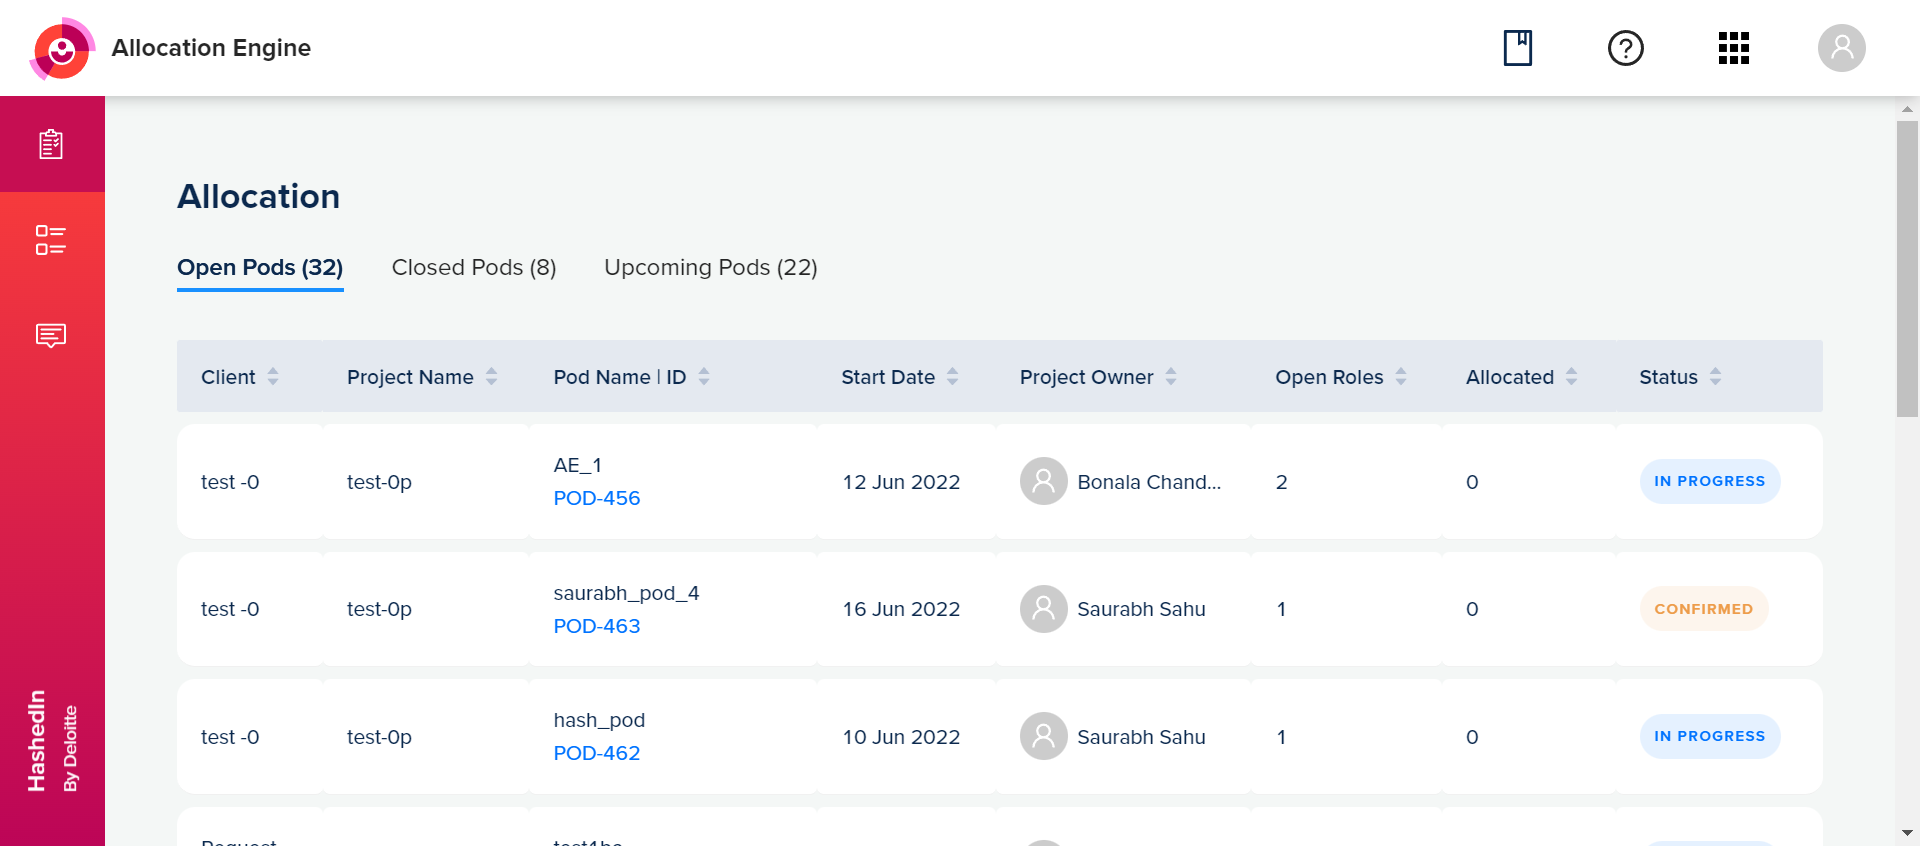 Allocation Engine
Allocation
Open Pods (32) Closed Pods (8) Upcoming Pods (22)
Client Project Name Pod Name | ID Start Date Project Owner Open Roles Allocated Status
test -0 test-0p AE_1 POD-456 12 Jun 2022 Bonala Chand... 2 0 IN PROGRESS
test -0 test-0p saurabh_pod_4 POD-463 16 Jun 2022 Saurabh Sahu 1 0 CONFIRMED
test -0 test-0p hash_pod POD-462 10 Jun 2022 Saurabh Sahu 1 0 IN PROGRESS
HashedIn
By Deloitte